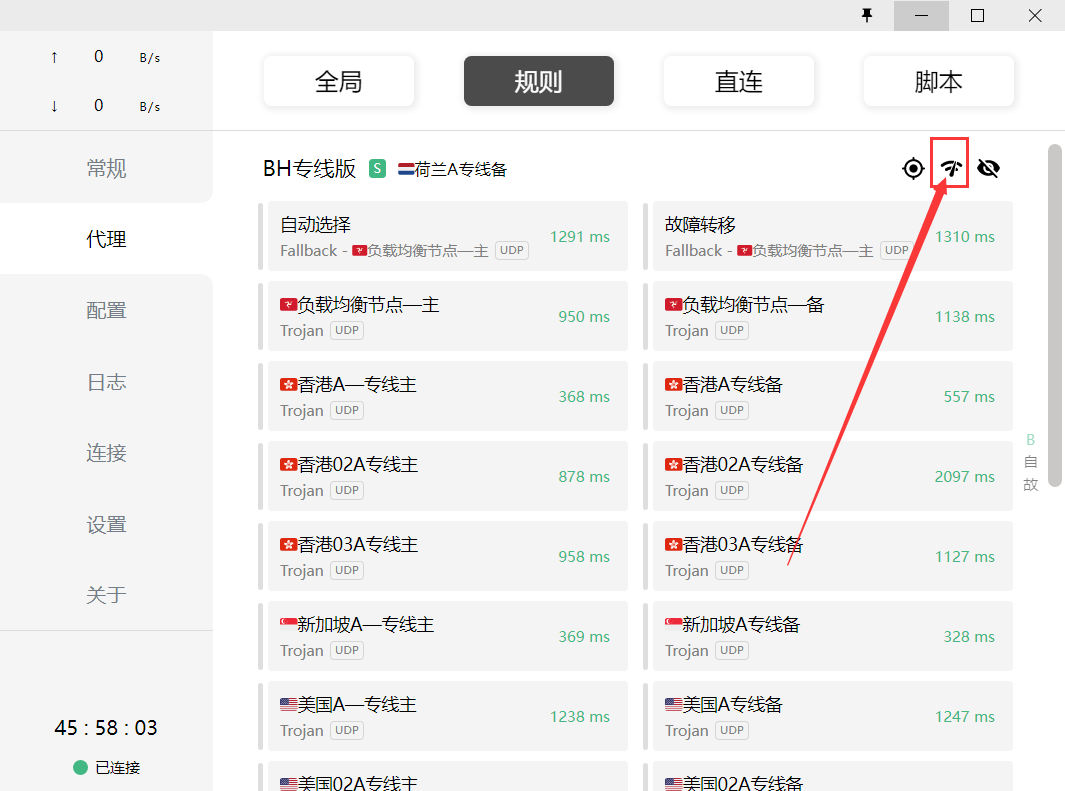 ↑ 0 B/s
↓ 0 B/s
常规
代理
配置
日志
连接
设置
关于
45 : 58 : 03
已连接
全局 规则 直连 脚本
BH专线版 S 荷兰A专线备
自动选择
Fallback - 负载均衡节点—主 UDP
1291 ms
故障转移
Fallback - 负载均衡节点—主 UDP
1310 ms
负载均衡节点—主
Trojan UDP
950 ms
负载均衡节点—备
Trojan UDP
1138 ms
香港A—专线主
Trojan UDP
368 ms
香港A专线备
Trojan UDP
557 ms
香港02A专线主
Trojan UDP
878 ms
香港02A专线备
Trojan UDP
2097 ms
香港03A专线主
Trojan UDP
958 ms
香港03A专线备
Trojan UDP
1127 ms
新加坡A—专线主
Trojan UDP
369 ms
新加坡A专线备
Trojan UDP
328 ms
美国A—专线主
Trojan UDP
1238 ms
美国A专线备
Trojan UDP
1247 ms
美国02A专线主
美国02A专线备
B
自
故